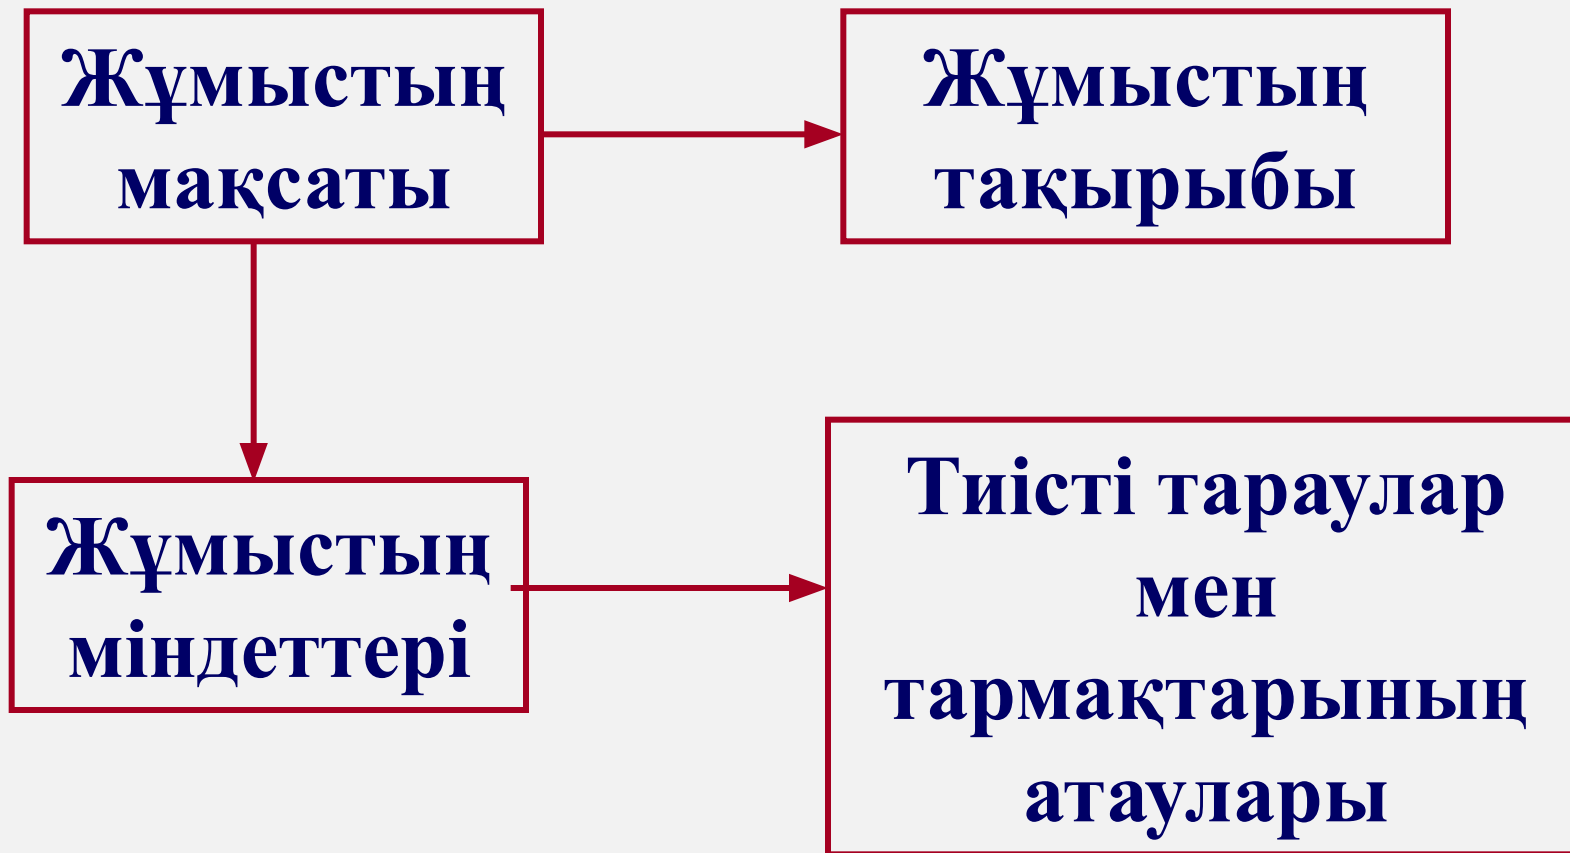 Жұмыстың
мақсаты
Жұмыстың
тақырыбы
Жұмыстың
міндеттері
Тиісті тараулар
мен
тармақтарының
атаулары